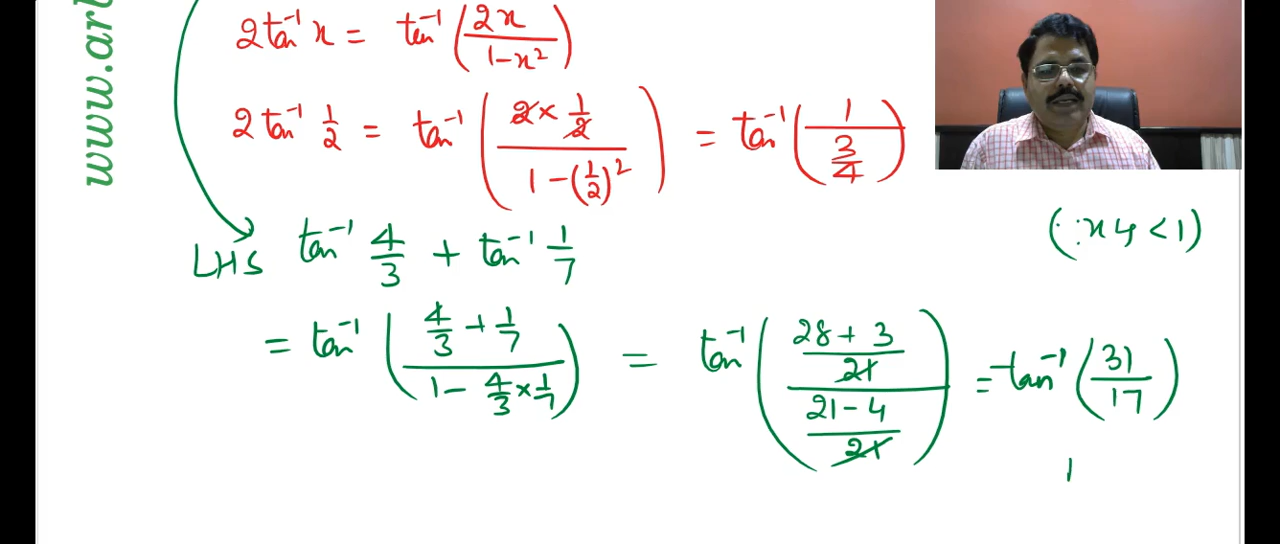 www.arl
2tan⁻¹ x = tan⁻¹ (2x / 1−x²)
2tan⁻¹ 1/2 = tan⁻¹ (2 × 1/2 / 1−(1/2)²) = tan⁻¹ (1 / 3/4)
(∵ xy < 1)
LHS tan⁻¹ 4/3 + tan⁻¹ 1/7
= tan⁻¹ (4/3 + 1/7 / 1 − 4/3 × 1/7) = tan⁻¹ (28 + 3 / 21 / 21 − 4 / 21) = tan⁻¹ (31/17)